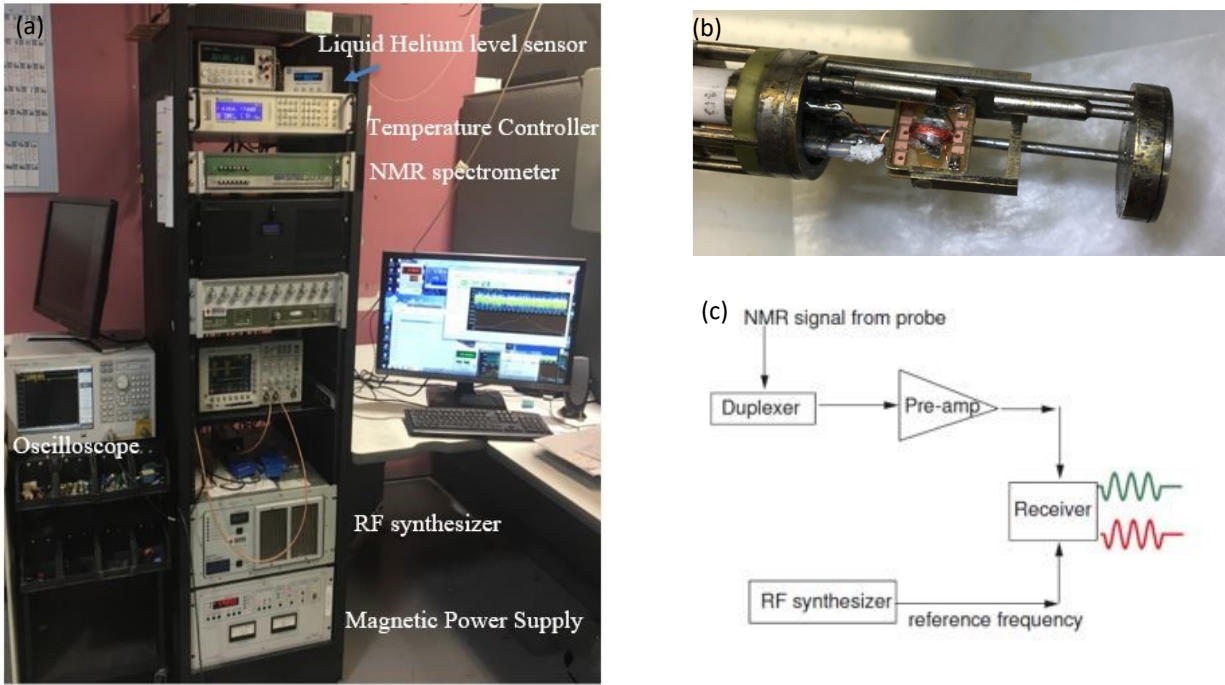 (a)
Liquid Helium level sensor
Temperature Controller
NMR spectrometer
Oscilloscope
RF synthesizer
Magnetic Power Supply
(b)
(c)
NMR signal from probe
Duplexer
Pre-amp
Receiver
RF synthesizer
reference frequency